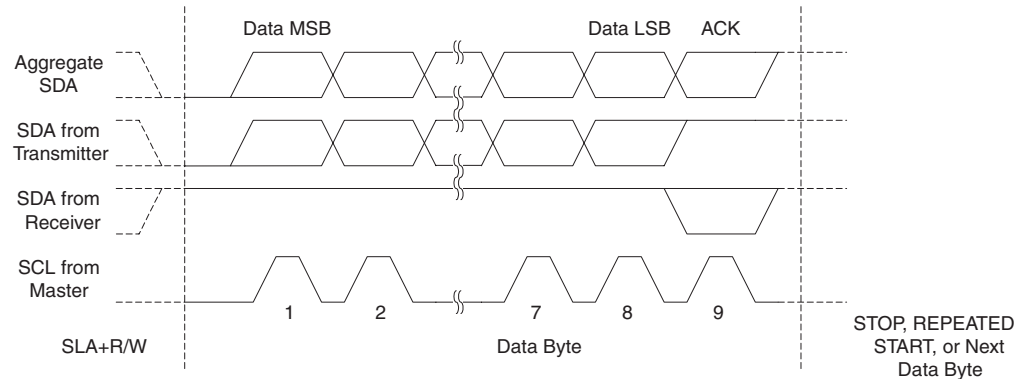 Data MSB
Data LSB
ACK
Aggregate
SDA
SDA from
Transmitter
SDA from
Receiver
SCL from
Master
1
2
7
8
9
SLA+R/W
Data Byte
STOP, REPEATED
START, or Next
Data Byte